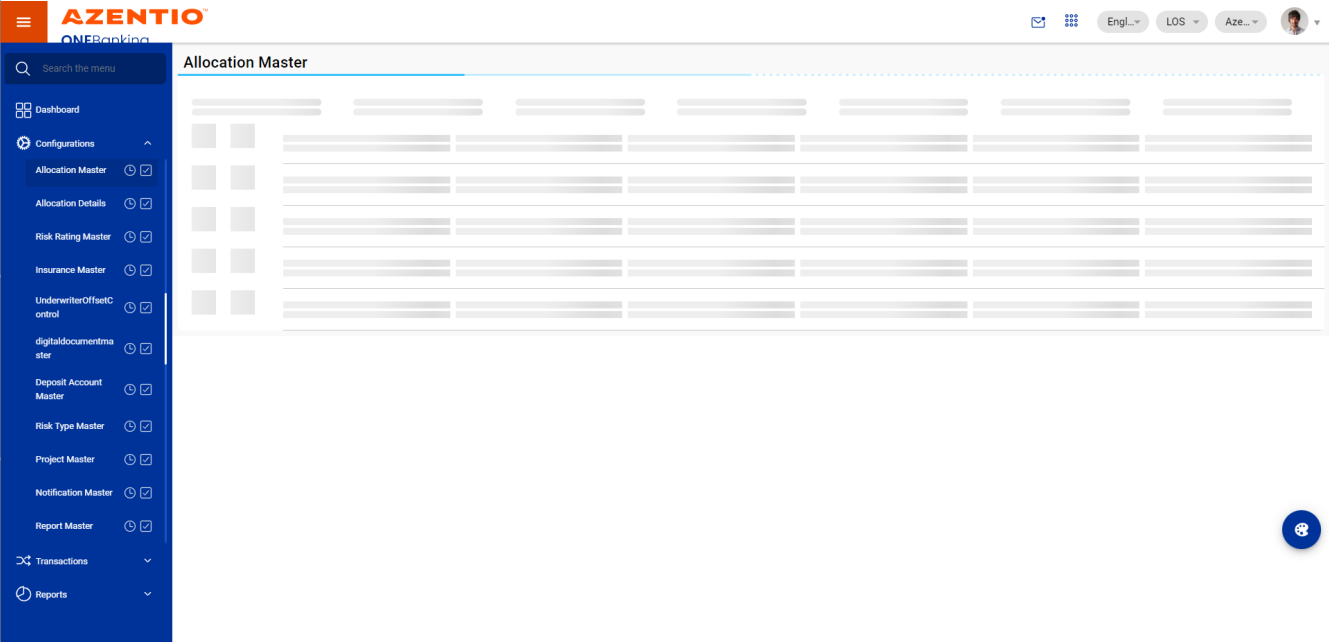 AZENTIO™
ONEBanking
Engl...
LOS
Aze...
Search the menu
Allocation Master
Dashboard
Configurations
Allocation Master
Allocation Details
Risk Rating Master
Insurance Master
UnderwriterOffsetC
ontrol
digitaldocumentma
ster
Deposit Account
Master
Risk Type Master
Project Master
Notification Master
Report Master
Transactions
Reports